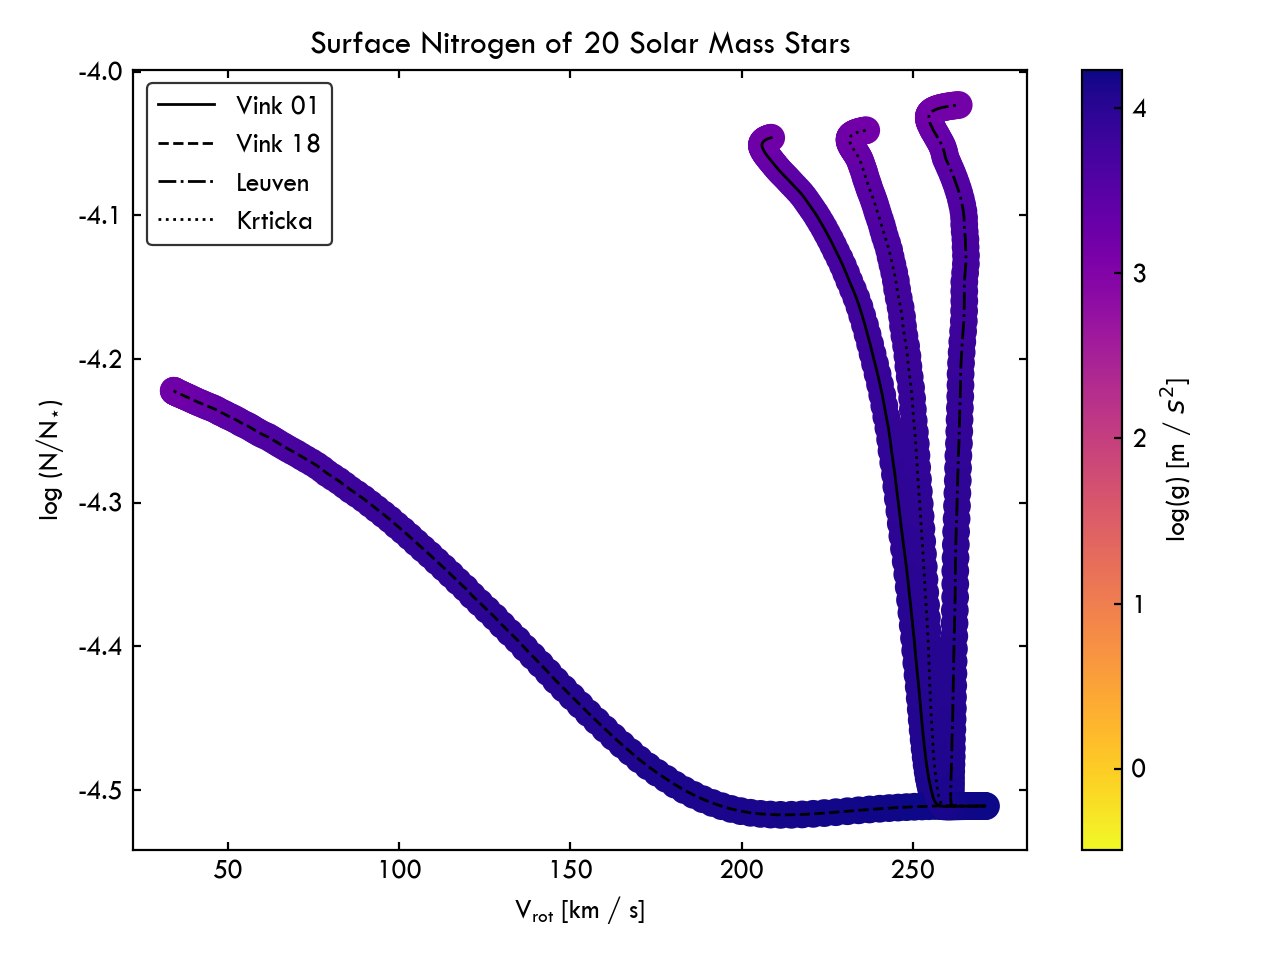 Surface Nitrogen of 20 Solar Mass Stars
Vink 01
Vink 18
Leuven
Krticka
-4.0
-4.1
-4.2
-4.3
-4.4
-4.5
log (N/N⋆)
50
100
150
200
250
V_rot [km / s]
4
3
2
1
0
log(g) [m / s²]